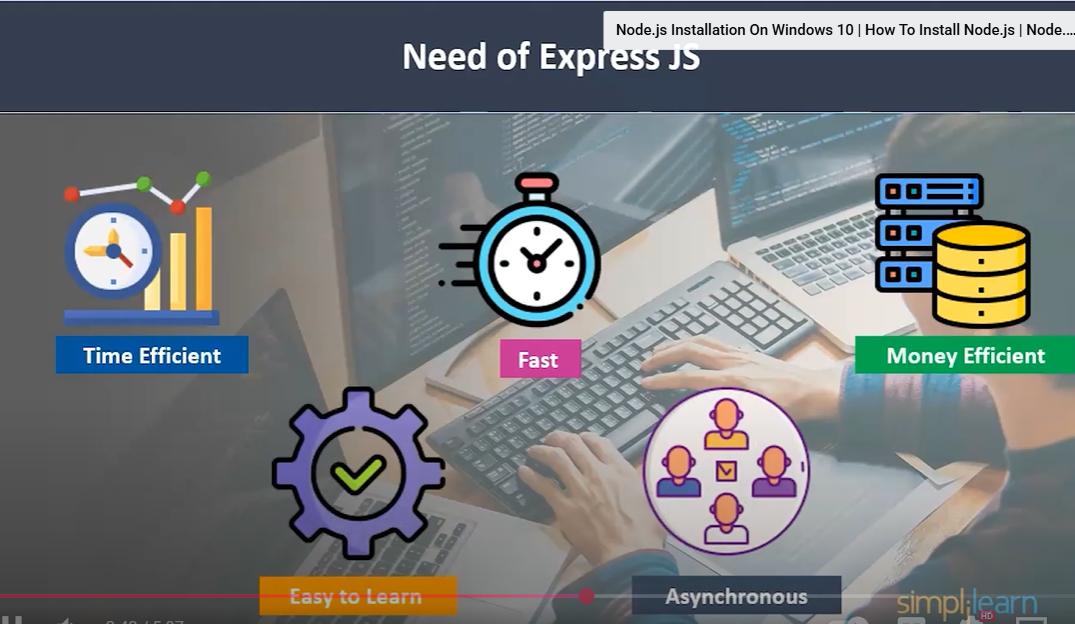 Node.js Installation On Windows 10 | How To Install Node.js | Node....
Need of Express JS
Time Efficient
Fast
Money Efficient
Easy to Learn
Asynchronous
simplilearn
HD